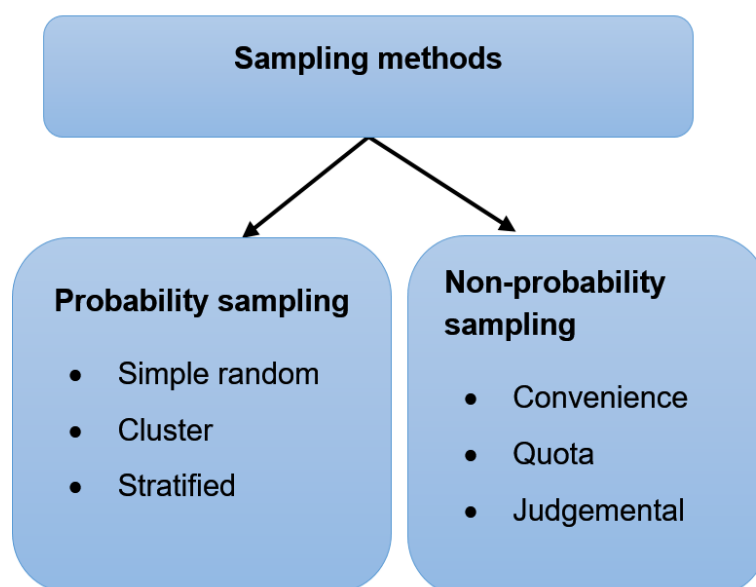 Sampling methods
Probability sampling
• Simple random
• Cluster
• Stratified
Non-probability
sampling
• Convenience
• Quota
• Judgemental